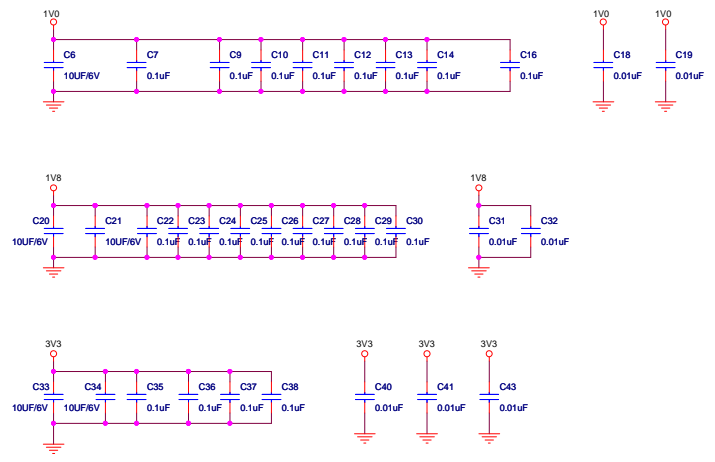 1V0 1V0 1V0
C6 C7 C9 C10 C11 C12 C13 C14 C16 C18 C19
10UF/6V 0.1uF 0.1uF 0.1uF 0.1uF 0.1uF 0.1uF 0.1uF 0.1uF 0.01uF 0.01uF
1V8 1V8
C20 C21 C22 C23 C24 C25 C26 C27 C28 C29 C30 C31 C32
10UF/6V 10UF/6V 0.1uF 0.1uF 0.1uF 0.1uF 0.1uF 0.1uF 0.1uF 0.1uF 0.1uF 0.01uF 0.01uF
3V3 3V3 3V3 3V3
C33 C34 C35 C36 C37 C38 C40 C41 C43
10UF/6V 10UF/6V 0.1uF 0.1uF 0.1uF 0.1uF 0.01uF 0.01uF 0.01uF